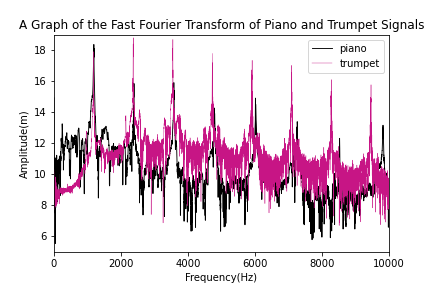 A Graph of the Fast Fourier Transform of Piano and Trumpet Signals
piano
trumpet
18
16
14
12
10
8
6
Amplitude(m)
0
2000
4000
6000
8000
10000
Frequency(Hz)